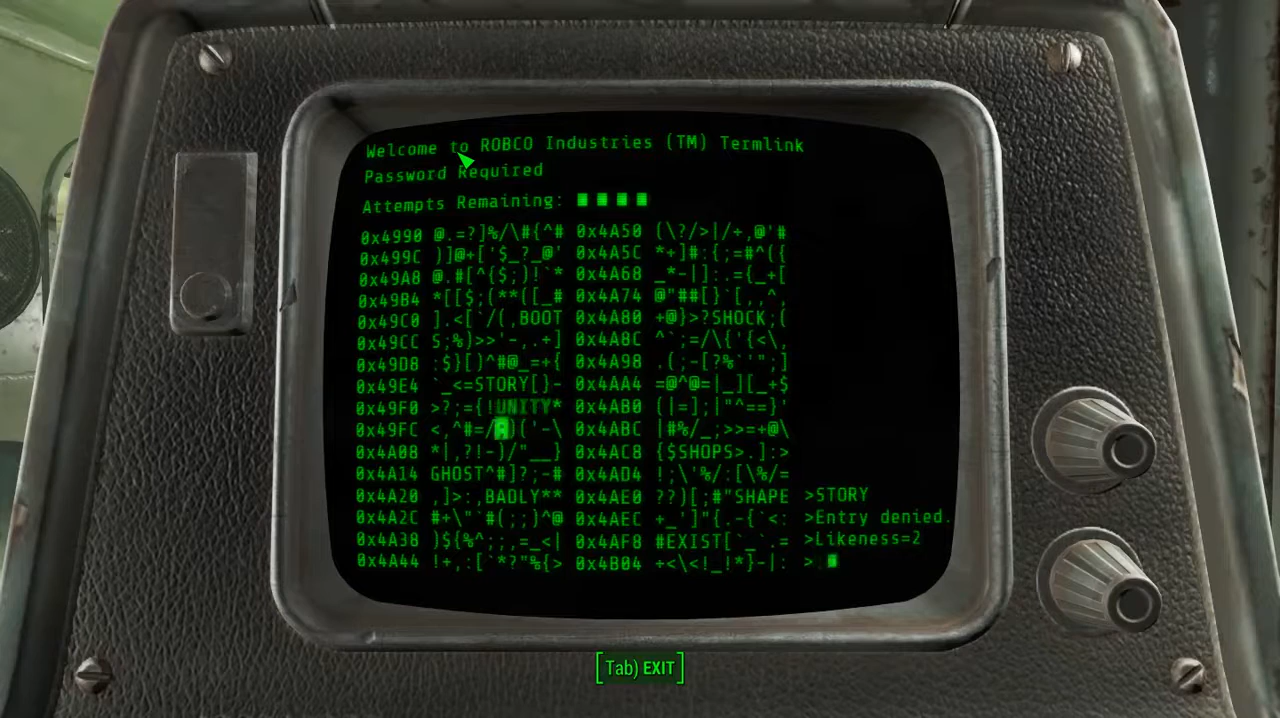 Welcome to ROBCO Industries (TM) Termlink
Password Required
Attempts Remaining: ■ ■ ■ ■
0x4990 @.=?]%/\#{^# 0x4A50 (\?/>|/+,@'#
0x499C )]@+['$_?_@' 0x4A5C *+]#:{;=#^({
0x49A8 @.#[^{$;)!`* 0x4A68 _*-|]:.={_+[
0x49B4 *[[$;(**([_# 0x4A74 @"##[}`[,,^,
0x49C0 ].<[`/(,BOOT 0x4A80 +@}>?SHOCK;(
0x49CC S;%)>>'-,.+] 0x4A8C ^`;=/\{'{<\,
0x49D8 :$}[)^#@_=+{ 0x4A98 .(;-[?%`'";]
0x49E4 `_<=STORY[}- 0x4AA4 =@^@=|_][_+$
0x49F0 >?;={!UNITY* 0x4AB0 (|=];|"^==}'
0x49FC <,^#=/ )('-\ 0x4ABC |#%/_;>>=+@\
0x4A08 *|,?!-)/"__} 0x4AC8 {$SHOPS>.]:>
0x4A14 GHOST^#]?;-# 0x4AD4 !;\'%/:[\%/=
0x4A20 ,]>:,BADLY** 0x4AE0 ??)[;#"SHAPE >STORY
0x4A2C #+\"`#(;;)^@ 0x4AEC +_']"{.-{`<: >Entry denied.
0x4A38 )${%^;;,=_<| 0x4AF8 #EXIST[`_`.= >Likeness=2
0x4A44 !+,:[`*?"%{> 0x4B04 ÷<\<!_!*}-|: > ■
[Tab) EXIT]